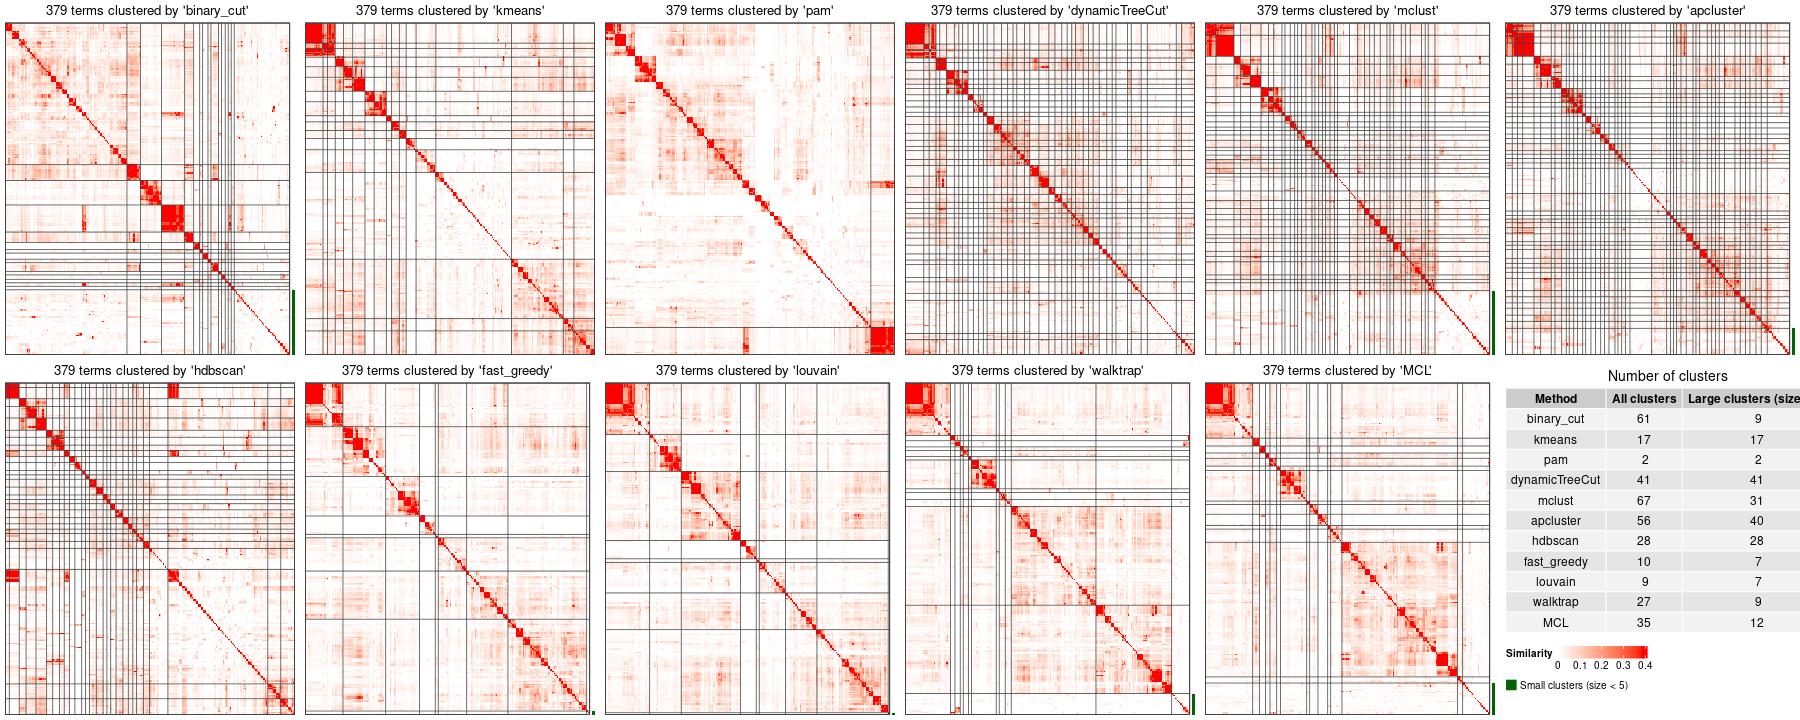 379 terms clustered by 'binary_cut'
379 terms clustered by 'kmeans'
379 terms clustered by 'pam'
379 terms clustered by 'dynamicTreeCut'
379 terms clustered by 'mclust'
379 terms clustered by 'apcluster'
379 terms clustered by 'hdbscan'
379 terms clustered by 'fast_greedy'
379 terms clustered by 'louvain'
379 terms clustered by 'walktrap'
379 terms clustered by 'MCL'
Number of clusters
Method All clusters Large clusters (size
binary_cut 61 9
kmeans 17 17
pam 2 2
dynamicTreeCut 41 41
mclust 67 31
apcluster 56 40
hdbscan 28 28
fast_greedy 10 7
louvain 9 7
walktrap 27 9
MCL 35 12
Similarity
0 0.1 0.2 0.3 0.4
Small clusters (size < 5)